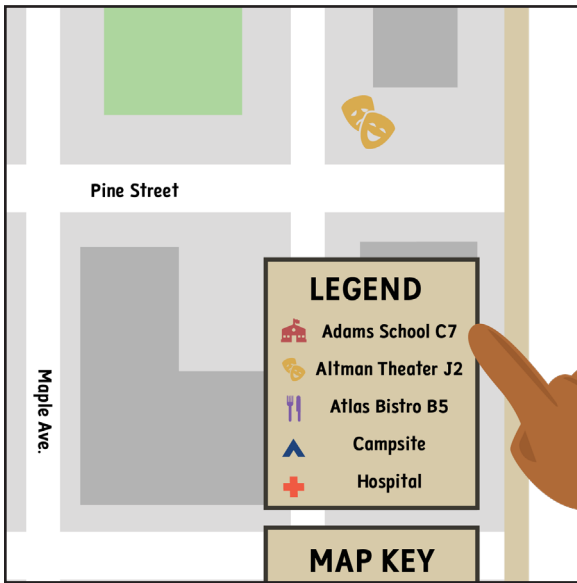 Pine Street
Maple Ave.
LEGEND
Adams School C7
Altman Theater J2
Atlas Bistro B5
Campsite
Hospital
MAP KEY